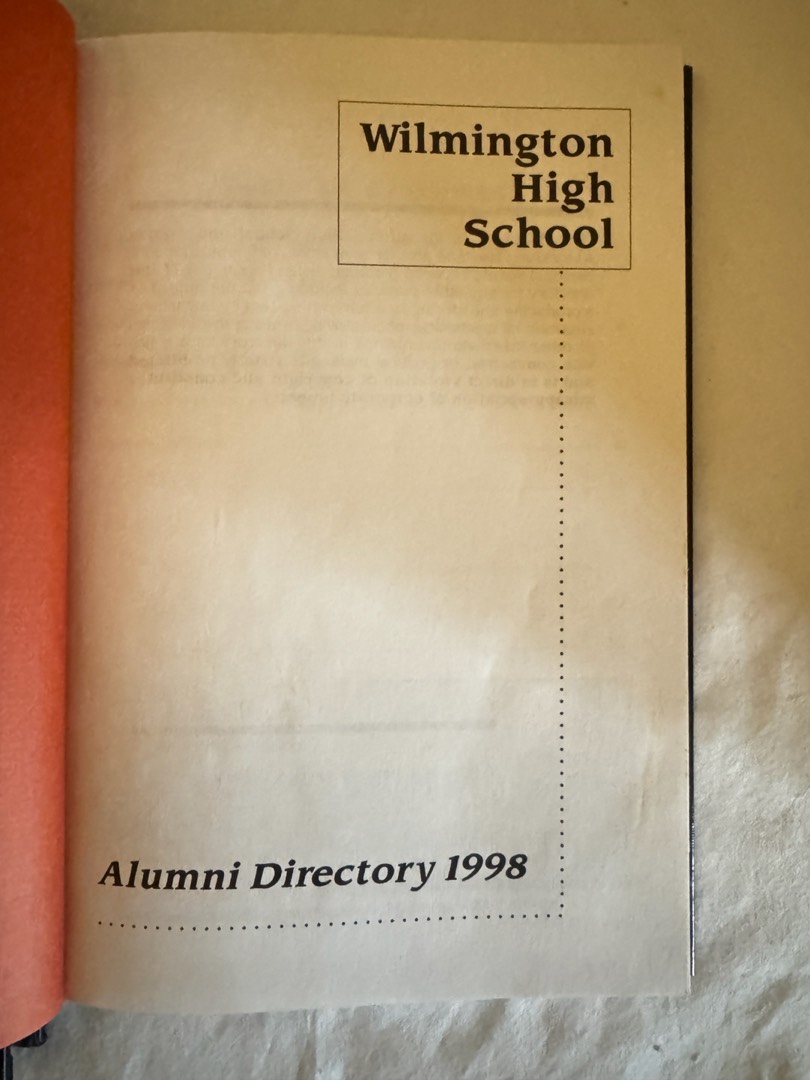 Wilmington
High
School
Alumni Directory 1998